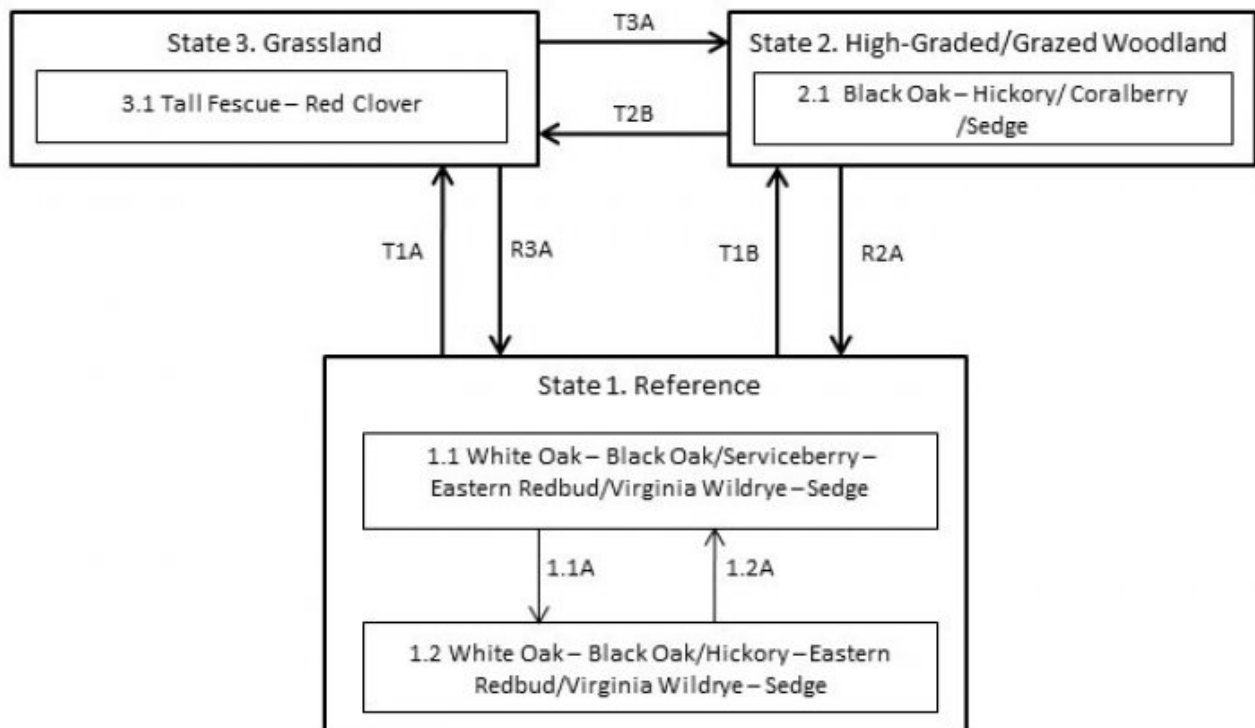 State 3. Grassland
3.1 Tall Fescue – Red Clover
T3A
T2B
State 2. High-Graded/Grazed Woodland
2.1 Black Oak – Hickory/ Coralberry
/Sedge
T1A
R3A
T1B
R2A
State 1. Reference
1.1 White Oak – Black Oak/Serviceberry –
Eastern Redbud/Virginia Wildrye – Sedge
1.1A
1.2A
1.2 White Oak – Black Oak/Hickory – Eastern
Redbud/Virginia Wildrye – Sedge